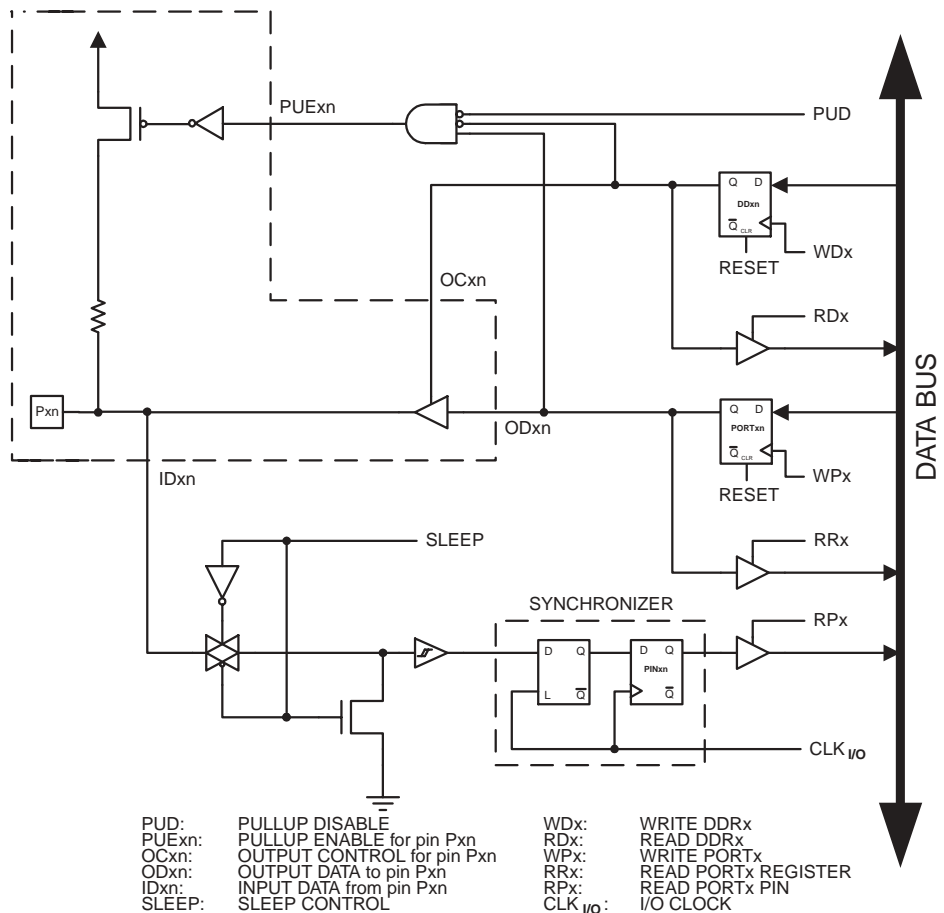 PUExn
PUD
Q D
DDxn
Q CLR
WDx
RESET
OCxn
RDx
Pxn
ODxn
Q D
PORTxn
Q CLR
WPx
RESET
IDxn
DATA BUS
SLEEP
RRx
SYNCHRONIZER
RPx
D Q
L Q
D Q
PINxn
Q
CLK I/O
PUD: PULLUP DISABLE
PUExn: PULLUP ENABLE for pin Pxn
OCxn: OUTPUT CONTROL for pin Pxn
ODxn: OUTPUT DATA to pin Pxn
IDxn: INPUT DATA from pin Pxn
SLEEP: SLEEP CONTROL
WDx: WRITE DDRx
RDx: READ DDRx
WPx: WRITE PORTx
RRx: READ PORTx REGISTER
RPx: READ PORTx PIN
CLK I/O: I/O CLOCK